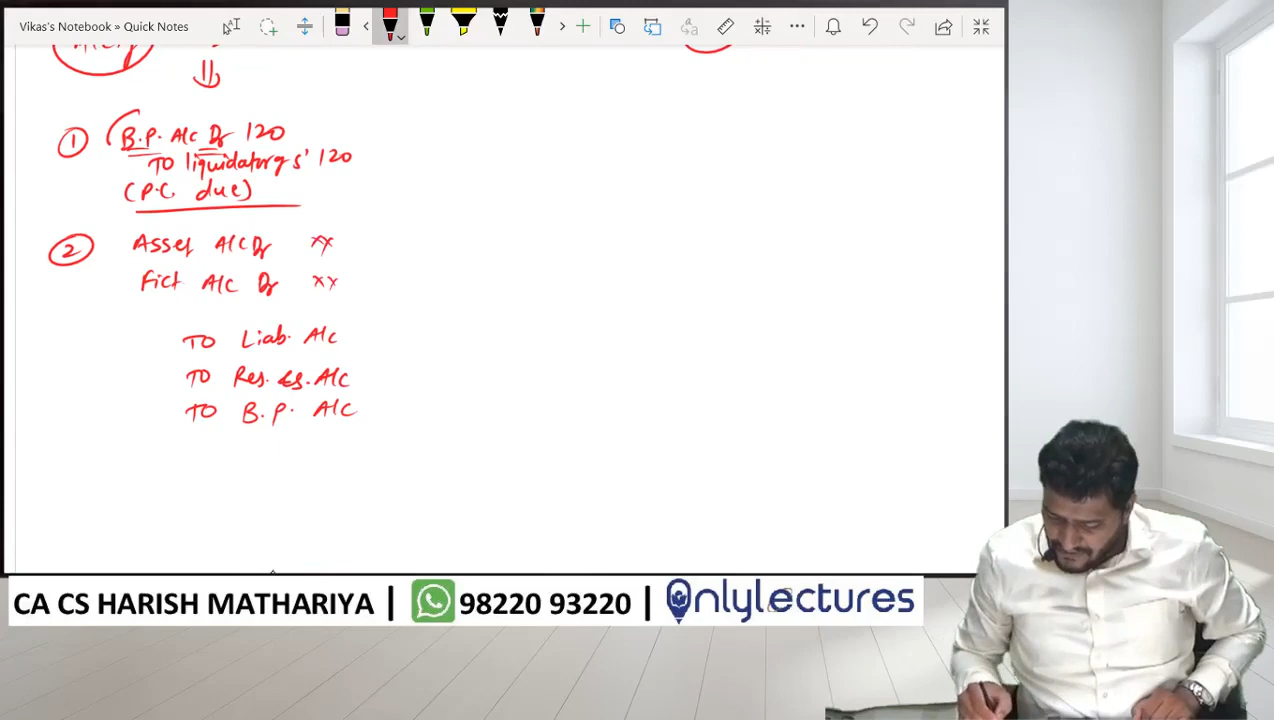 Vikas's Notebook » Quick Notes
① B.P. A/c Dr 120
To liquidator of S' 120
(P.C. due)
② Asset A/c Dr xx
Fict A/c Dr xx
To Liab. A/c
To Res. A/c
To B.P. A/c
CA CS HARISH MATHARIYA | 98220 93220 | Onlylectures